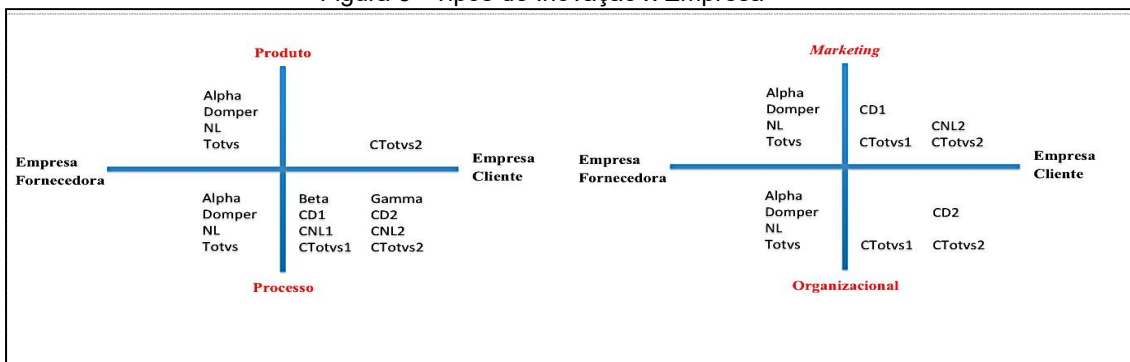 Produto
Alpha
Domper
NL
Totvs
CTotvs2
Empresa
Fornecedora
Empresa
Cliente
Alpha Beta Gamma
Domper CD1 CD2
NL CNL1 CNL2
Totvs CTotvs1 CTotvs2
Processo
Marketing
Alpha
Domper CD1
NL CNL2
Totvs CTotvs1 CTotvs2
Empresa
Fornecedora
Empresa
Cliente
Alpha
Domper CD2
NL
Totvs CTotvs1 CTotvs2
Organizacional